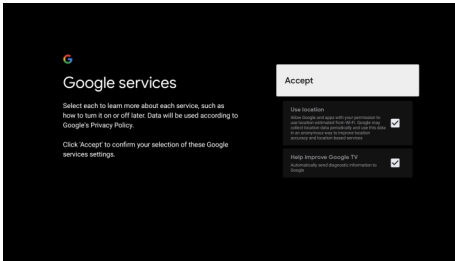 Google services
Select each to learn more about each service, such as
how to turn it on or off later. Data will be used according to
Google's Privacy Policy.
Click 'Accept' to confirm your selection of these Google
services settings.
Accept
Use location
Allow Google and apps with your permission to
use location estimated from Wi-Fi. Google may
collect location data periodically and use this data
in an anonymous way to improve location
accuracy and location-based services
Help improve Google TV
Automatically send diagnostic information to
Google